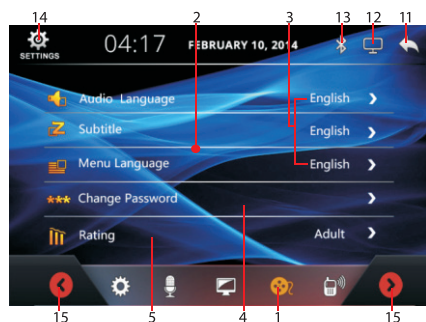 14 2 3 13 12 11
SETTINGS 04:17 FEBRUARY 10, 2014
Audio Language English
Subtitle English
Menu Language English
Change Password
Rating Adult
15 5 4 1 15